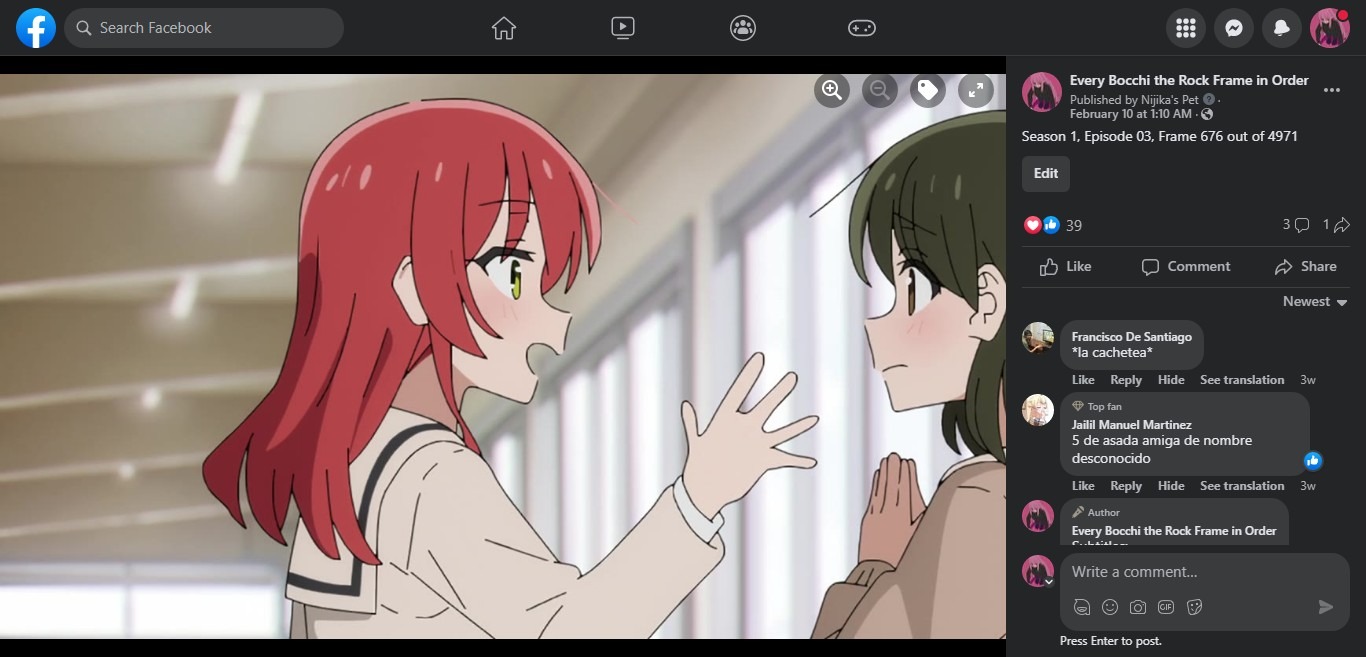 Search Facebook
Every Bocchi the Rock Frame in Order
Published by Nijika's Pet ·
February 10 at 1:10 AM ·
Season 1, Episode 03, Frame 676 out of 4971
Edit
39
3
1
Like
Comment
Share
Newest
Francisco De Santiago
*la cachetea*
Like Reply Hide See translation 3w
Top fan
Jailil Manuel Martinez
5 de asada amiga de nombre
desconocido
Like Reply Hide See translation 3w
Author
Every Bocchi the Rock Frame in Order
Write a comment...
GIF
Press Enter to post.